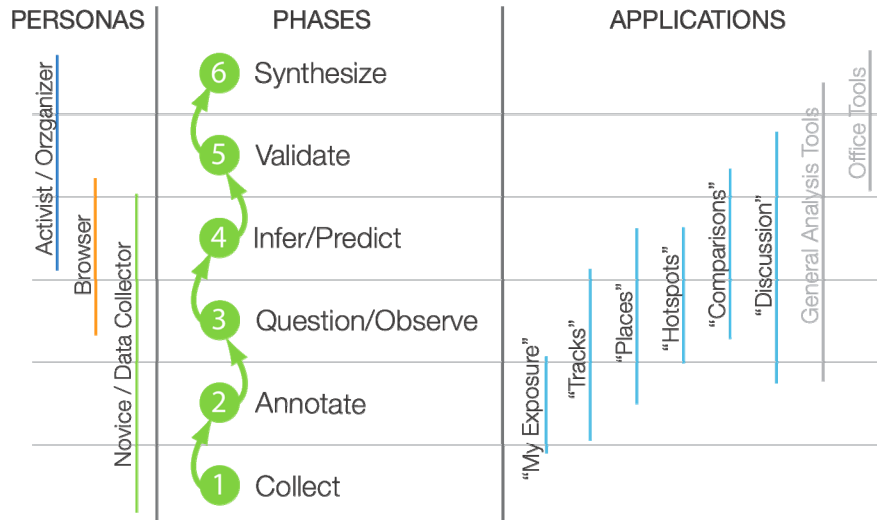 PERSONAS
PHASES
APPLICATIONS
Activist / Orzganizer
Browser
Novice / Data Collector
6 Synthesize
5 Validate
4 Infer/Predict
3 Question/Observe
2 Annotate
1 Collect
“My Exposure”
“Tracks”
“Places”
“Hotspots”
“Comparisons”
“Discussion”
General Analysis Tools
Office Tools